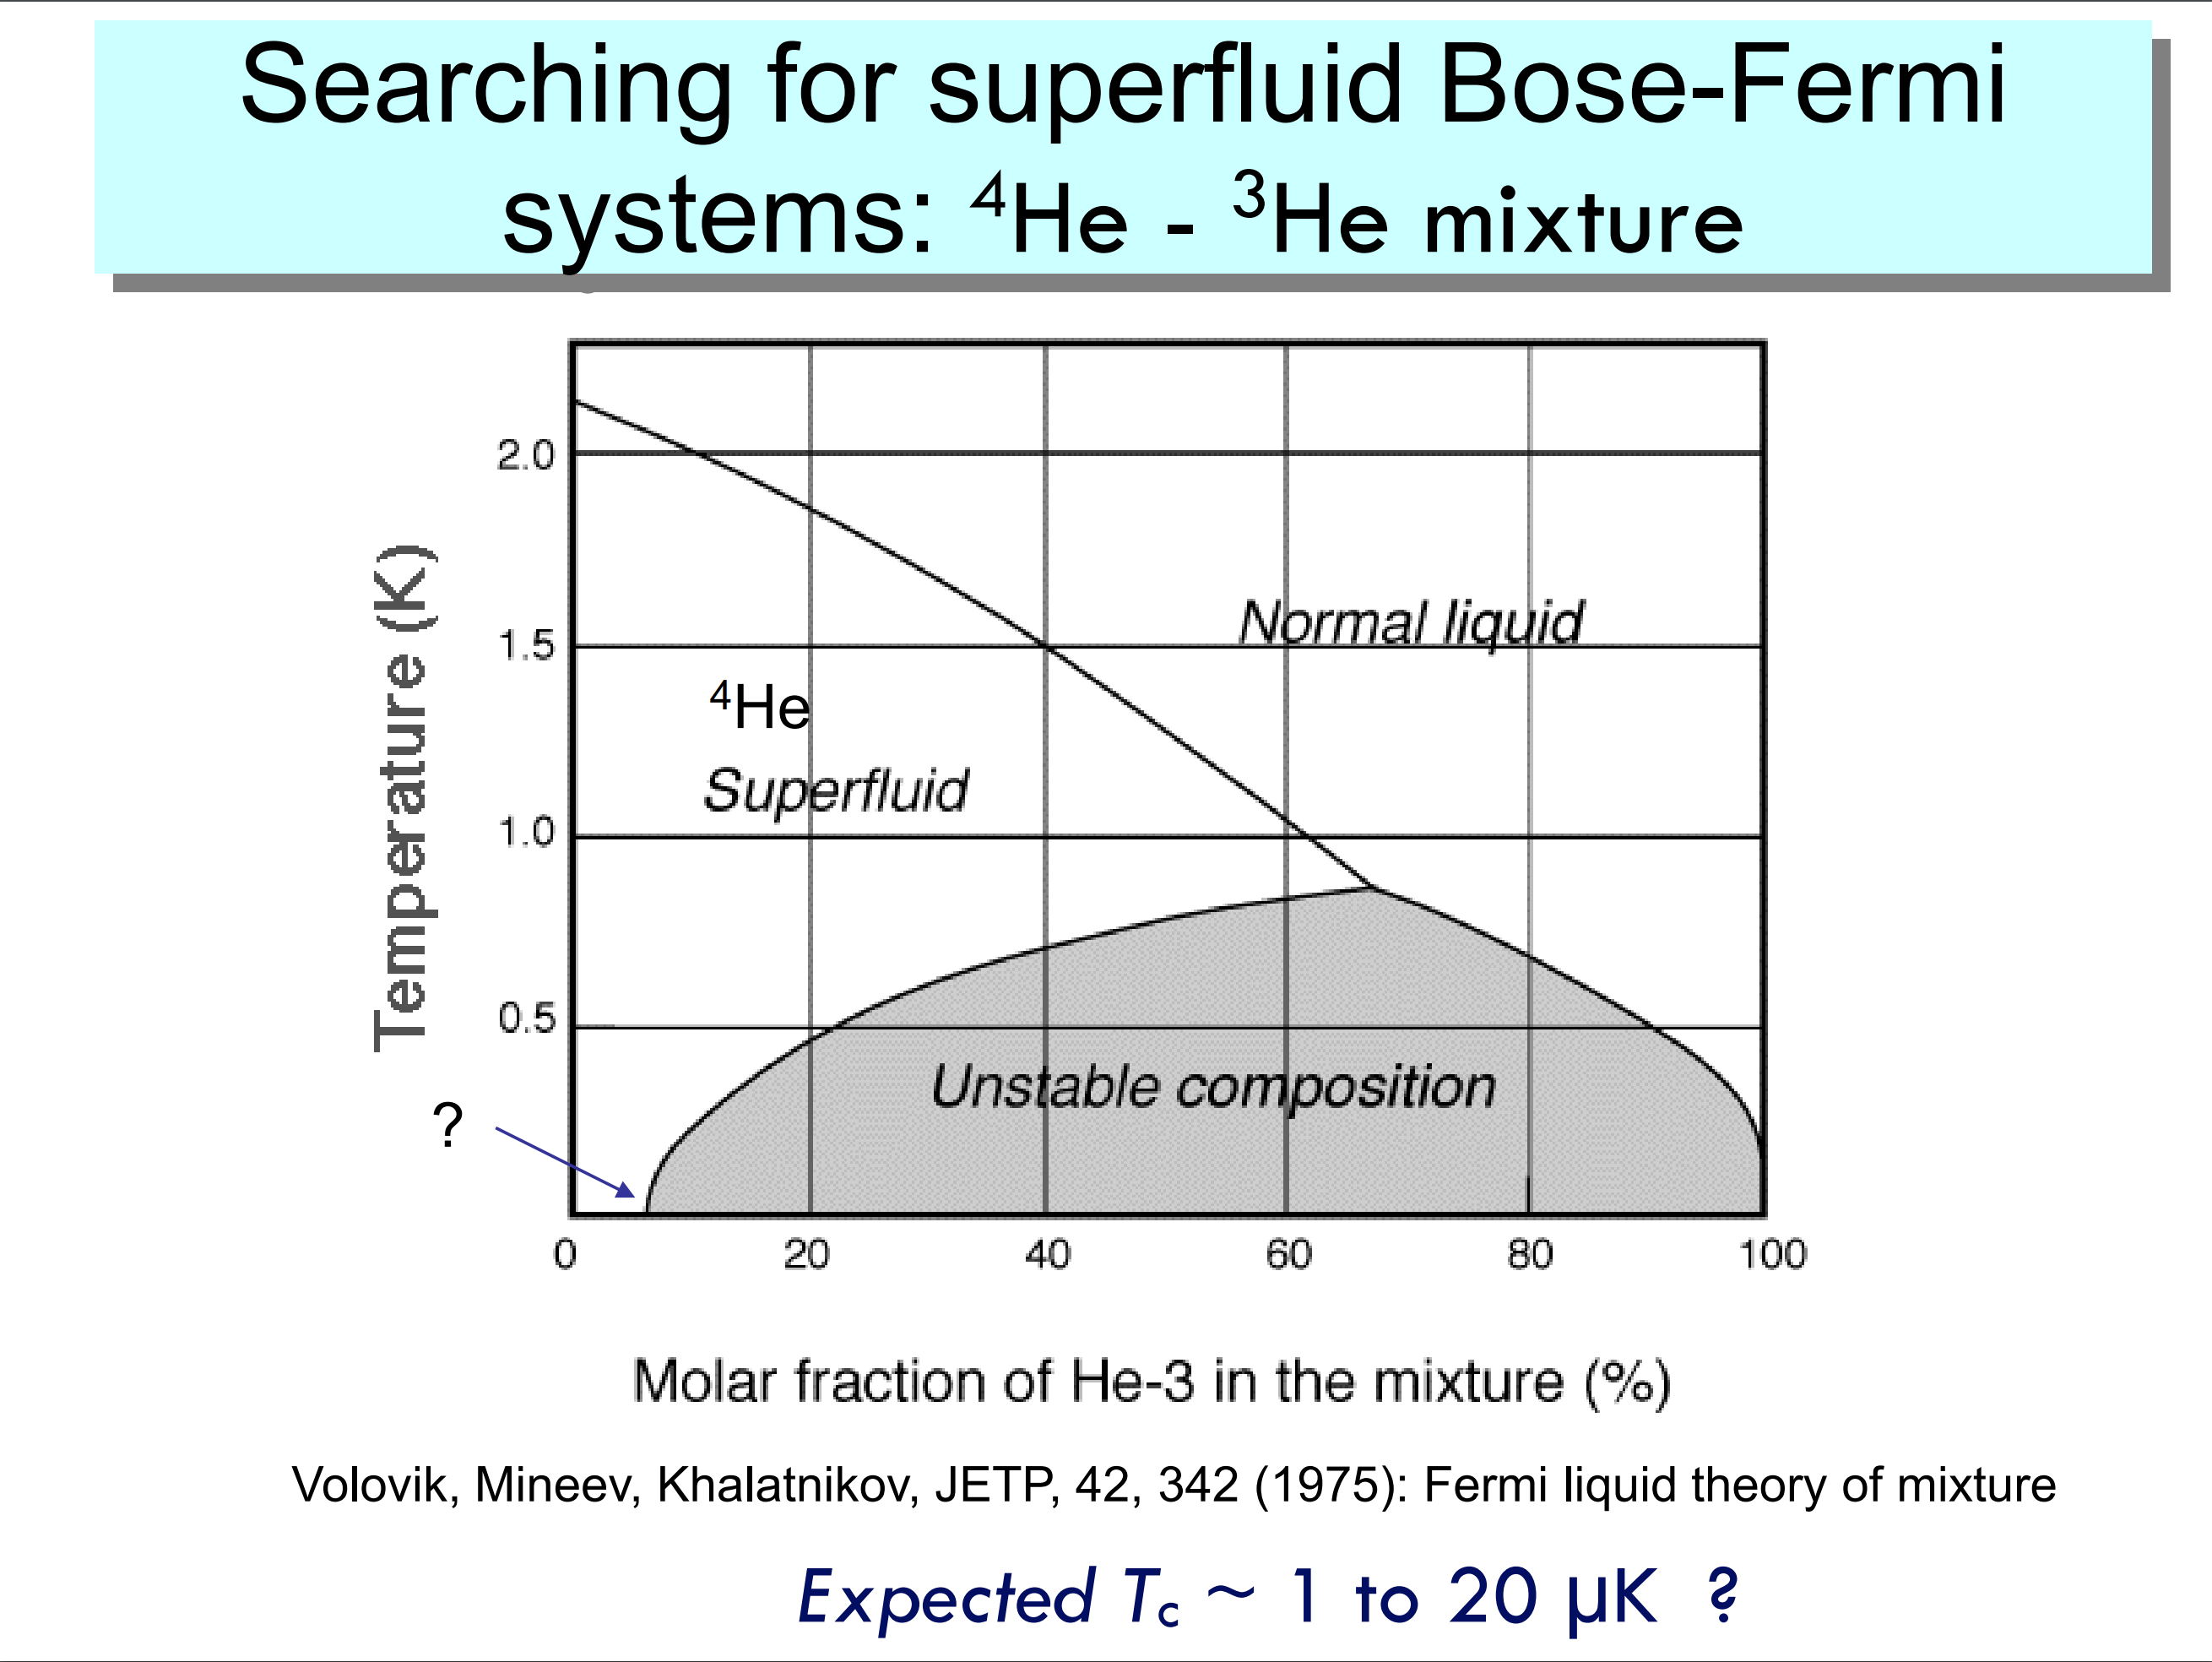 Searching for superfluid Bose-Fermi
systems: ⁴He - ³He mixture
Temperature (K)
2.0
1.5
1.0
0.5
Normal liquid
⁴He
Superfluid
Unstable composition
?
0 20 40 60 80 100
Molar fraction of He-3 in the mixture (%)
Volovik, Mineev, Khalatnikov, JETP, 42, 342 (1975): Fermi liquid theory of mixture
Expected Tc ~ 1 to 20 µK ?